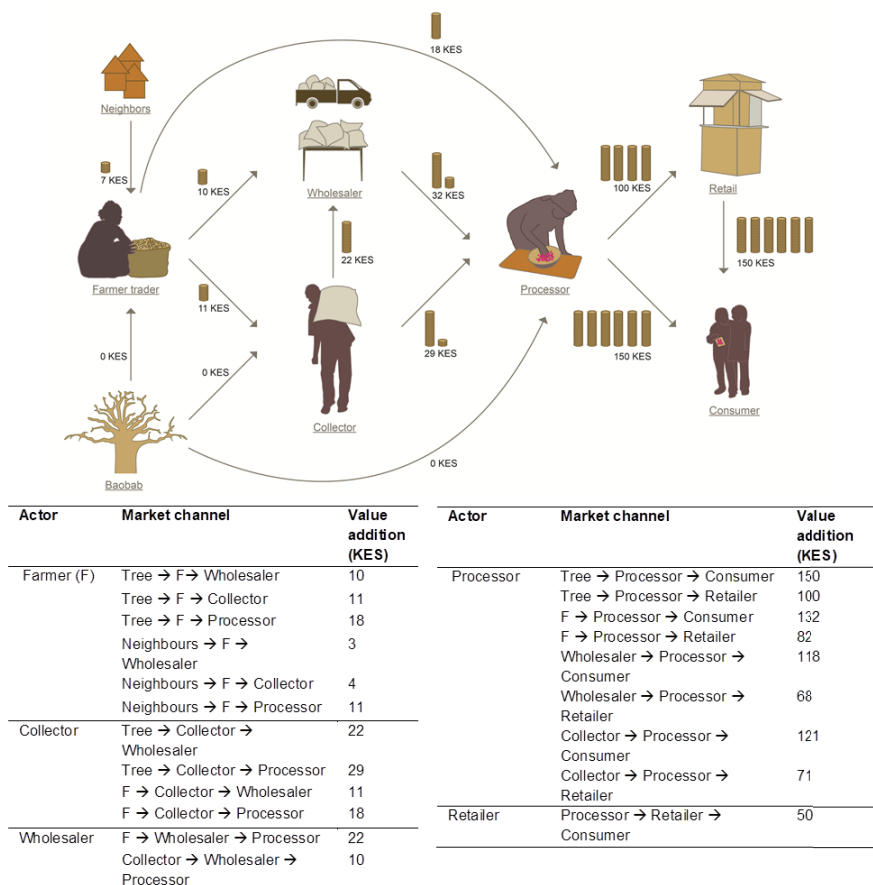 18 KES
Neighbors
7 KES
10 KES
Wholesaler
32 KES
100 KES
Retail
22 KES
150 KES
Farmer trader
11 KES
Processor
29 KES
150 KES
0 KES
0 KES
Collector
Consumer
0 KES
Baobab
Actor Market channel Value
addition
(KES)
Farmer (F) Tree → F→ Wholesaler 10
Tree → F → Collector 11
Tree → F → Processor 18
Neighbours → F → 3
Wholesaler
Neighbours → F → Collector 4
Neighbours → F → Processor 11
Collector Tree → Collector → 22
Wholesaler
Tree → Collector → Processor 29
F → Collector → Wholesaler 11
F → Collector → Processor 18
Wholesaler F → Wholesaler → Processor 22
Collector → Wholesaler → 10
Processor
Actor Market channel Value
addition
(KES)
Processor Tree → Processor → Consumer 150
Tree → Processor → Retailer 100
F → Processor → Consumer 132
F → Processor → Retailer 82
Wholesaler → Processor → 118
Consumer
Wholesaler → Processor → 68
Retailer
Collector → Processor → 121
Consumer
Collector → Processor → 71
Retailer
Retailer Processor → Retailer → 50
Consumer